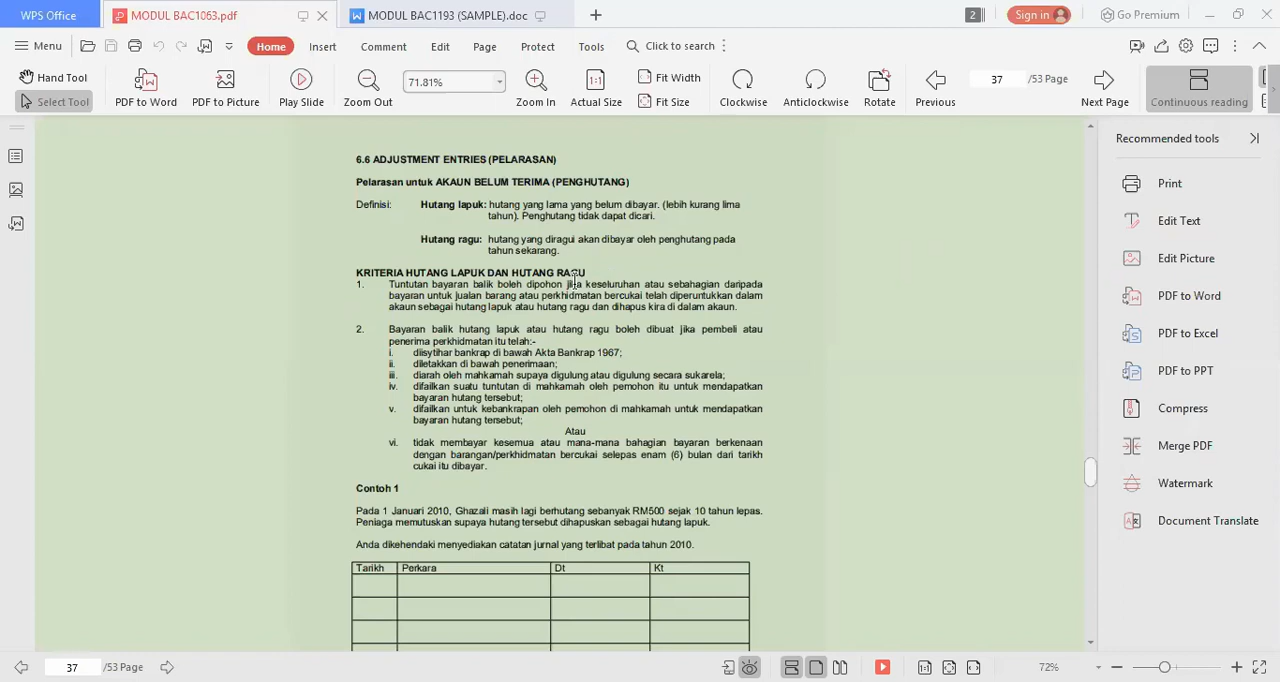 WPS Office
MODUL BAC1063.pdf
MODUL BAC1193 (SAMPLE).doc
2
Sign in
Go Premium
Menu
Home
Insert
Comment
Edit
Page
Protect
Tools
Click to search
Hand Tool
Select Tool
PDF to Word
PDF to Picture
Play Slide
Zoom Out
71.81%
Zoom In
1:1
Actual Size
Fit Width
Fit Size
Clockwise
Anticlockwise
Rotate
Previous
37
/53 Page
Next Page
Continuous reading
6.6 ADJUSTMENT ENTRIES (PELARASAN)
Pelarasan untuk AKAUN BELUM TERIMA (PENGHUTANG)
Definisi: Hutang lapuk: hutang yang lama yang belum dibayar. (lebih kurang lima
tahun). Penghutang tidak dapat dicari.
Hutang ragu: hutang yang diragui akan dibayar oleh penghutang pada
tahun sekarang.
KRITERIA HUTANG LAPUK DAN HUTANG RAGU
1. Tuntutan bayaran balik boleh dipohon jika keseluruhan atau sebahagian daripada
bayaran untuk jualan barang atau perkhidmatan bercukai telah diperuntukkan dalam
akaun sebagai hutang lapuk atau hutang ragu dan dihapus kira di dalam akaun.
2. Bayaran balik hutang lapuk atau hutang ragu boleh dibuat jika pembeli atau
penerima perkhidmatan itu telah:-
i. diisytihar bankrap di bawah Akta Bankrap 1967;
ii. diletakkan di bawah penerimaan;
iii. diarah oleh mahkamah supaya digulung atau digulung secara sukarela;
iv. difailkan suatu tuntutan di mahkamah oleh pemohon itu untuk mendapatkan
bayaran hutang tersebut;
v. difailkan untuk kebankrapan oleh pemohon di mahkamah untuk mendapatkan
bayaran hutang tersebut;
Atau
vi. tidak membayar kesemua atau mana-mana bahagian bayaran berkenaan
dengan barangan/perkhidmatan bercukai selepas enam (6) bulan dari tarikh
cukai itu dibayar.
Contoh 1
Pada 1 Januari 2010, Ghazali masih lagi berhutang sebanyak RM500 sejak 10 tahun lepas.
Peniaga memutuskan supaya hutang tersebut dihapuskan sebagai hutang lapuk.
Anda dikehendaki menyediakan catatan jurnal yang terlibat pada tahun 2010.
Tarikh Perkara Dt Kt
Recommended tools
Print
Edit Text
Edit Picture
PDF to Word
PDF to Excel
PDF to PPT
Compress
Merge PDF
Watermark
Document Translate
37
/53 Page
72%